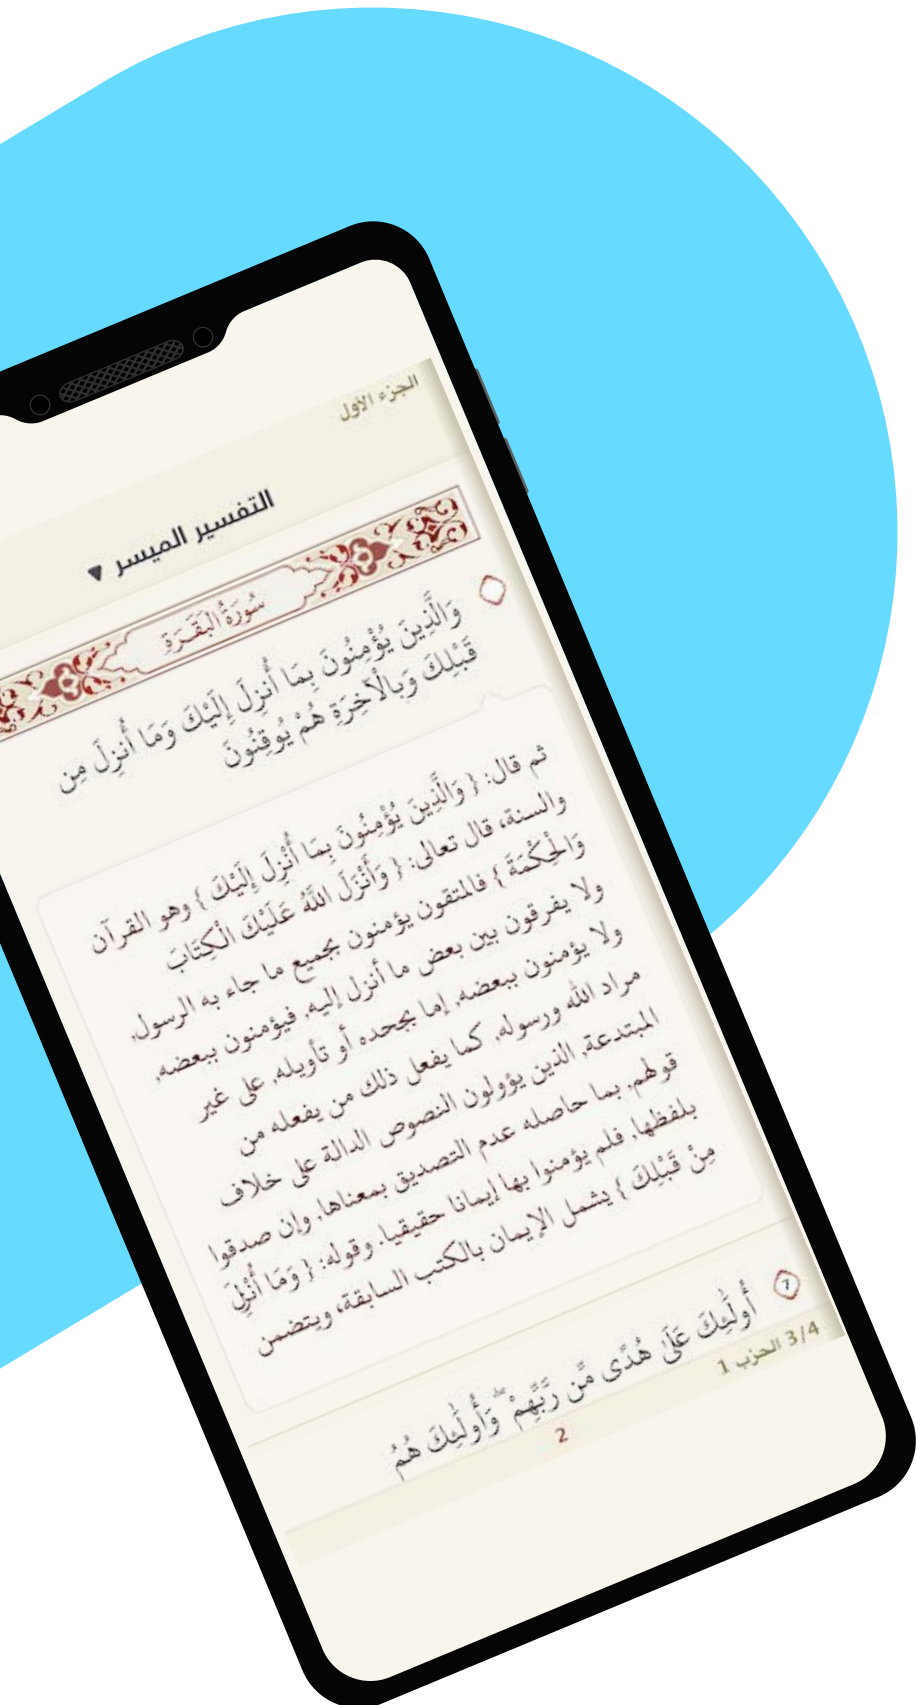 الجزء الأول
التفسير الميسر ▼
سُورَةُ البَقَرَةِ
وَالَّذِينَ يُؤْمِنُونَ بِمَا أُنزِلَ إِلَيْكَ وَمَا أُنزِلَ مِن
قَبْلِكَ وَبِالْآخِرَةِ هُمْ يُوقِنُونَ
ثم قال: { وَالَّذِينَ يُؤْمِنُونَ بِمَا أُنْزِلَ إِلَيْكَ } وهو القرآن
والسنة، قال تعالى: { وَأَنْزَلَ اللَّهُ عَلَيْكَ الْكِتَابَ
وَالْحِكْمَةَ } فالمتقون يؤمنون بجميع ما جاء به الرسول,
ولا يفرقون بين بعض ما أنزل إليه, فيؤمنون ببعضه,
ولا يؤمنون ببعضه, إما بجحده أو تأويله, على غير
مراد الله ورسوله, كما يفعل ذلك من يفعله من
المبتدعة, الذين يؤولون النصوص الدالة على خلاف
قولهم, بما حاصله عدم التصديق بمعناها, وإن صدقوا
بلفظها, فلم يؤمنوا بها إيمانا حقيقيا. وقوله: { وَمَا أُنْزِلَ
مِنْ قَبْلِكَ } يشمل الإيمان بالكتب السابقة، ويتضمن
أُولَٰئِكَ عَلَىٰ هُدًى مِّن رَّبِّهِمْ ۖ وَأُولَٰئِكَ هُمُ
3/4 الحزب 1
2